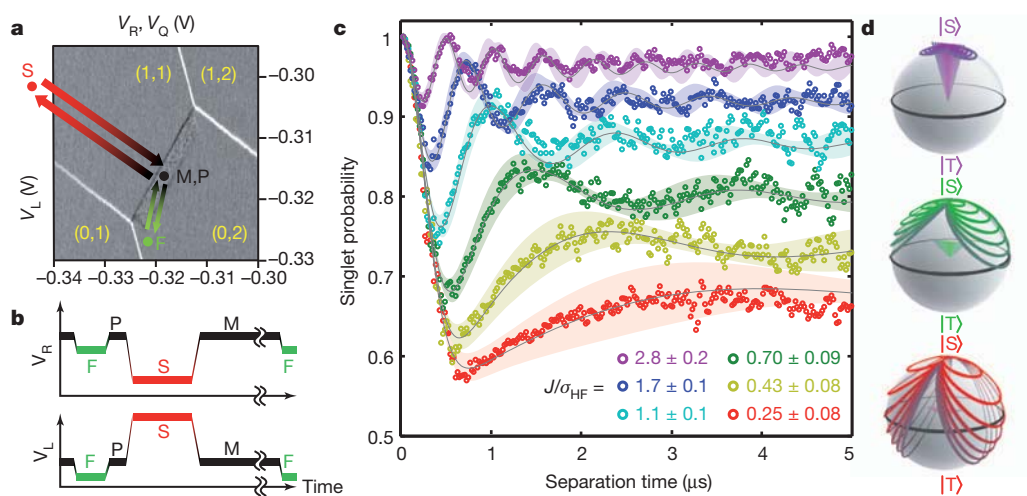 a
V_R, V_Q (V)
S
(1,1)
(1,2)
M,P
F
(0,1)
(0,2)
−0.30
−0.31
−0.32
−0.33
V_L (V)
−0.34
−0.32
−0.31
−0.30
b
V_R
F
P
S
M
F
V_L
F
P
S
M
F
Time
c
Singlet probability
1
0.9
0.8
0.7
0.6
0.5
0
1
2
3
4
5
Separation time (μs)
J/σ_HF =
2.8 ± 0.2
0.70 ± 0.09
1.7 ± 0.1
0.43 ± 0.08
1.1 ± 0.1
0.25 ± 0.08
d
|S⟩
|T⟩
|S⟩
|T⟩
|S⟩
|T⟩